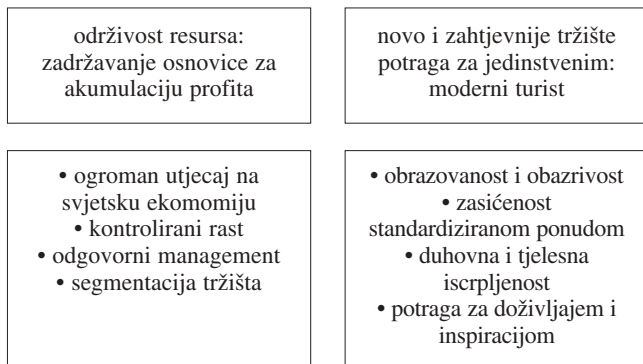 održivost resursa:
zadržavanje osnovice za
akumulaciju profita
novo i zahtjevnije tržište
potraga za jedinstvenim:
moderni turist
• ogroman utjecaj na
svjetsku ekomomiju
• kontrolirani rast
• odgovorni management
• segmentacija tržišta
• obrazovanost i obazrivost
• zasićenost
standardiziranom ponudom
• duhovna i tjelesna
iscrpljenost
• potraga za doživljajem i
inspiracijom